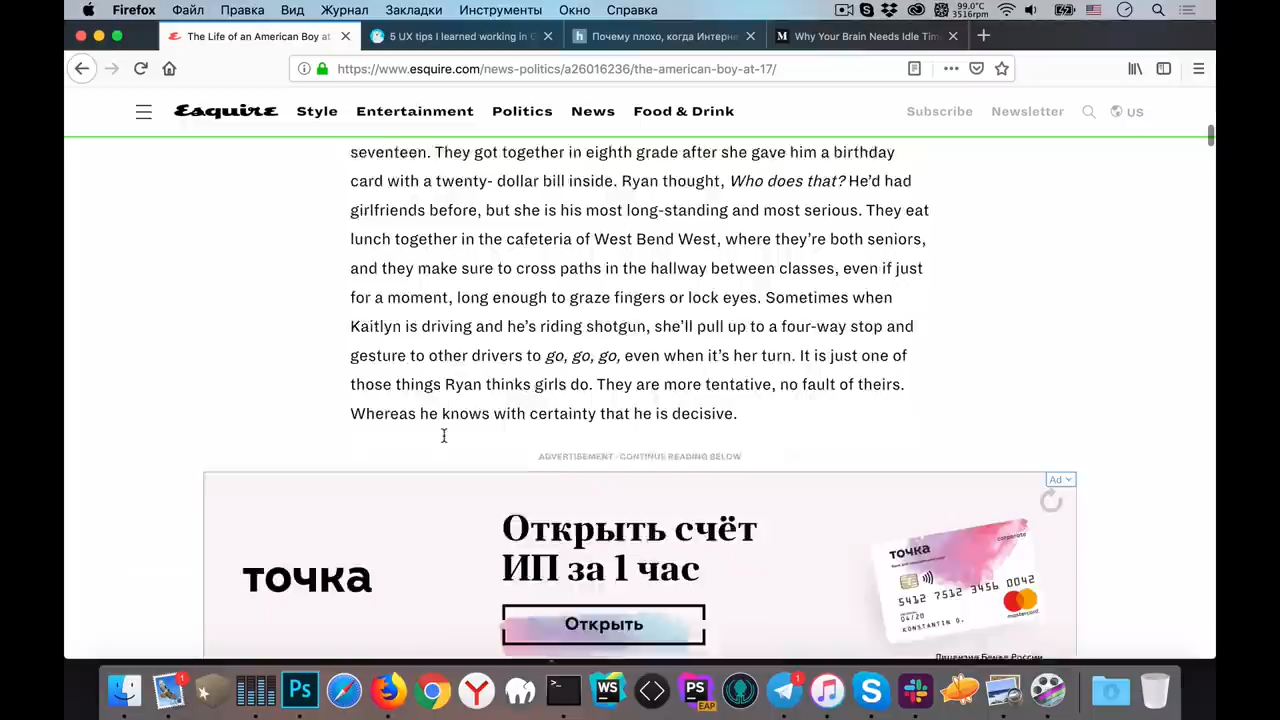 Firefox Файл Правка Вид Журнал Закладки Инструменты Окно Справка 99.0°C 3516rpm
The Life of an American Boy at 5 UX tips I learned working in Почему плохо, когда Интерне Why Your Brain Needs Idle Tim
https://www.esquire.com/news-politics/a26016236/the-american-boy-at-17/
Esquire Style Entertainment Politics News Food & Drink Subscribe Newsletter US
seventeen. They got together in eighth grade after she gave him a birthday
card with a twenty- dollar bill inside. Ryan thought, Who does that? He’d had
girlfriends before, but she is his most long-standing and most serious. They eat
lunch together in the cafeteria of West Bend West, where they’re both seniors,
and they make sure to cross paths in the hallway between classes, even if just
for a moment, long enough to graze fingers or lock eyes. Sometimes when
Kaitlyn is driving and he’s riding shotgun, she’ll pull up to a four-way stop and
gesture to other drivers to go, go, go, even when it’s her turn. It is just one of
those things Ryan thinks girls do. They are more tentative, no fault of theirs.
Whereas he knows with certainty that he is decisive.
ADVERTISEMENT - CONTINUE READING BELOW
Ad
Открыть счёт
ИП за 1 час
точка
Открыть
точка
corporate
5412 7512 3456 0042
04/20
KONSTANTIN O.
mastercard
1 Ps WS PS EAP 1